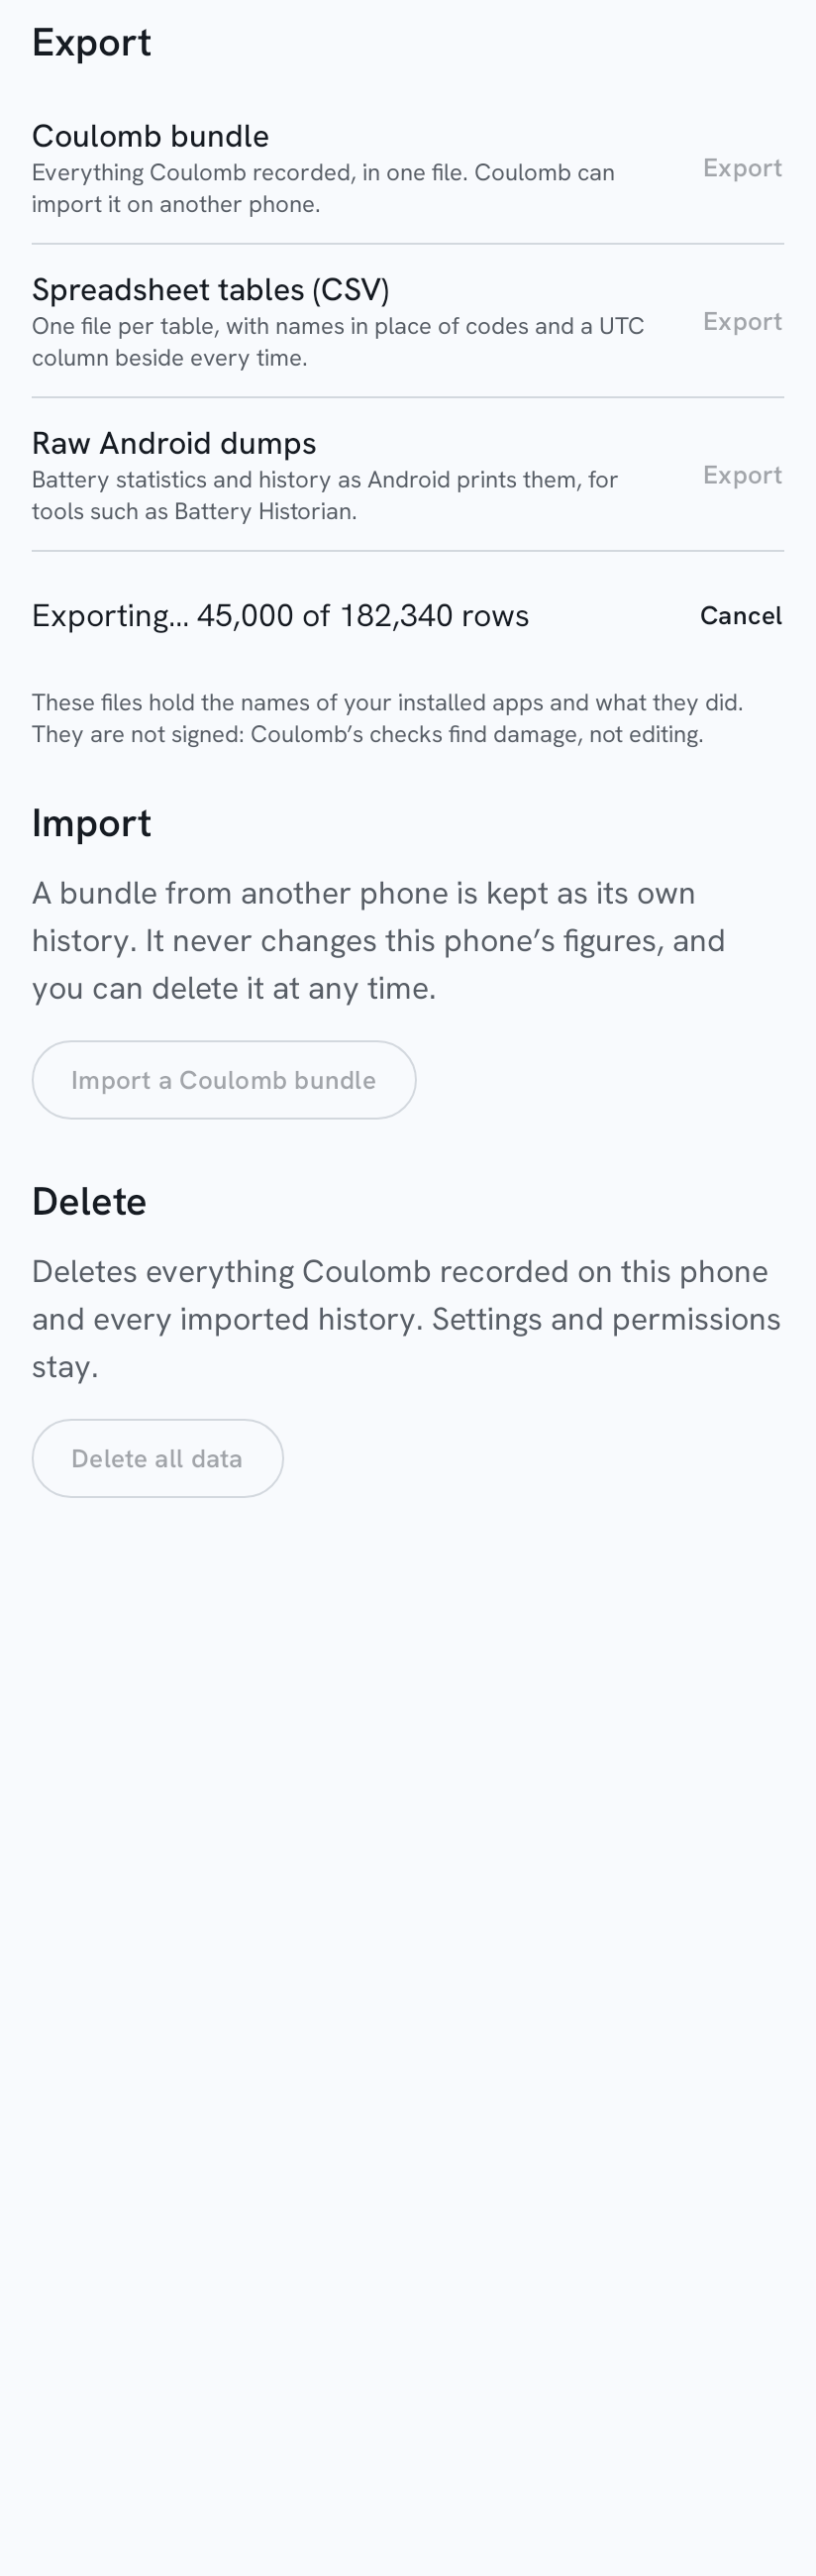 Export
Coulomb bundle
Everything Coulomb recorded, in one file. Coulomb can
import it on another phone.
Export
Spreadsheet tables (CSV)
One file per table, with names in place of codes and a UTC
column beside every time.
Export
Raw Android dumps
Battery statistics and history as Android prints them, for
tools such as Battery Historian.
Export
Exporting… 45,000 of 182,340 rows
Cancel
These files hold the names of your installed apps and what they did.
They are not signed: Coulomb’s checks find damage, not editing.
Import
A bundle from another phone is kept as its own
history. It never changes this phone’s figures, and
you can delete it at any time.
Import a Coulomb bundle
Delete
Deletes everything Coulomb recorded on this phone
and every imported history. Settings and permissions
stay.
Delete all data